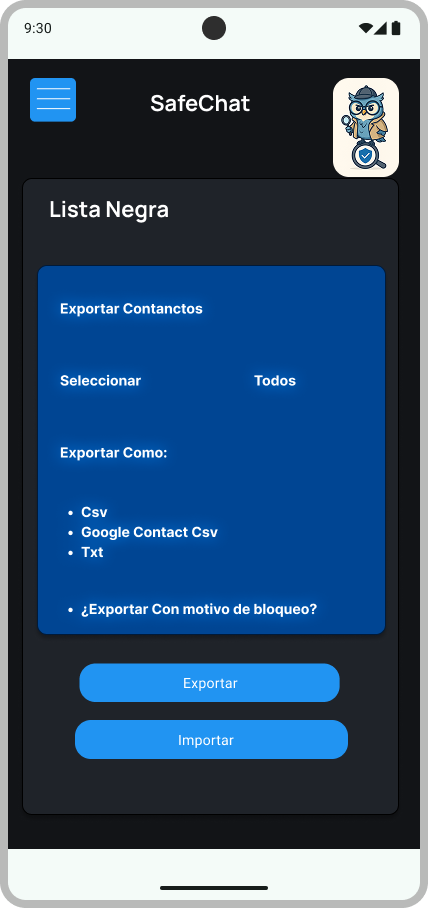 9:30
SafeChat
Lista Negra
Exportar Contanctos
Seleccionar Todos
Exportar Como:
• Csv
• Google Contact Csv
• Txt
• ¿Exportar Con motivo de bloqueo?
Exportar
Importar